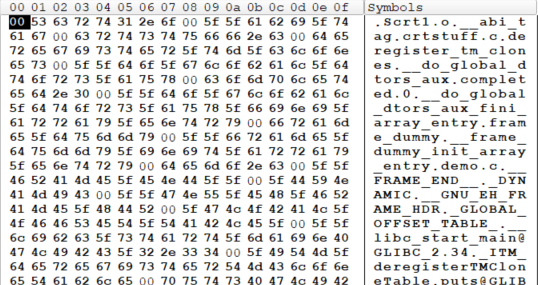 00 01 02 03 04 05 06 07 08 09 0a 0b 0c 0d 0e 0f Symbols
00 53 63 72 74 31 2e 6f 00 5f 5f 61 62 69 5f 74 .Scrt1.o.__abi_t
61 67 00 63 72 74 73 74 75 66 66 2e 63 00 64 65 ag.crtstuff.c.de
72 65 67 69 73 74 65 72 5f 74 6d 5f 63 6c 6f 6e register_tm_clon
65 73 00 5f 5f 64 6f 5f 67 6c 6f 62 61 6c 5f 64 es.__do_global_d
74 6f 72 73 5f 61 75 78 00 63 6f 6d 70 6c 65 74 tors_aux.complet
65 64 2e 30 00 5f 5f 64 6f 5f 67 6c 6f 62 61 6c ed.0.__do_global
5f 64 74 6f 72 73 5f 61 75 78 5f 66 69 6e 69 5f _dtors_aux_fini_
61 72 72 61 79 5f 65 6e 74 72 79 00 66 72 61 6d array_entry.fram
65 5f 64 75 6d 6d 79 00 5f 5f 66 72 61 6d 65 5f e_dummy.__frame_
64 75 6d 6d 79 5f 69 6e 69 74 5f 61 72 72 61 79 dummy_init_array
5f 65 6e 74 72 79 00 64 65 6d 6f 2e 63 00 5f 5f _entry.demo.c.__
46 52 41 4d 45 5f 45 4e 44 5f 5f 00 5f 44 59 4e FRAME_END__._DYN
41 4d 49 43 00 5f 5f 47 4e 55 5f 45 48 5f 46 52 AMIC.__GNU_EH_FR
41 4d 45 5f 48 44 52 00 5f 47 4c 4f 42 41 4c 5f AME_HDR._GLOBAL_
4f 46 46 53 45 54 5f 54 41 42 4c 45 5f 00 5f 5f OFFSET_TABLE_.__
6c 69 62 63 5f 73 74 61 72 74 5f 6d 61 69 6e 40 libc_start_main@
47 4c 49 42 43 5f 32 2e 33 34 00 5f 49 54 4d 5f GLIBC_2.34._ITM_
64 65 72 65 67 69 73 74 65 72 54 4d 43 6c 6f 6e deregisterTMClon
65 54 61 62 6c 65 00 70 75 74 73 40 47 4c 49 42 eTable.puts@GLIB